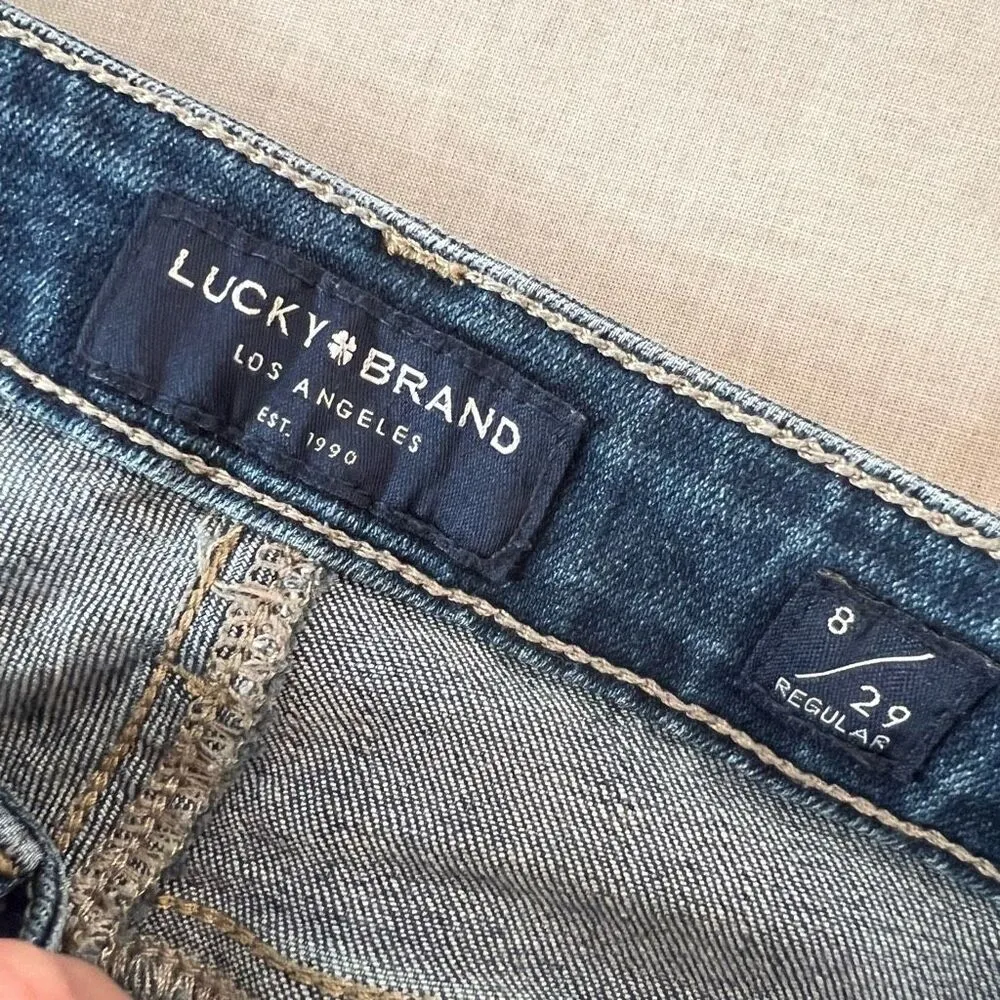 LUCKY BRAND
LOS ANGELES
EST. 1990
8/29
REGULAR